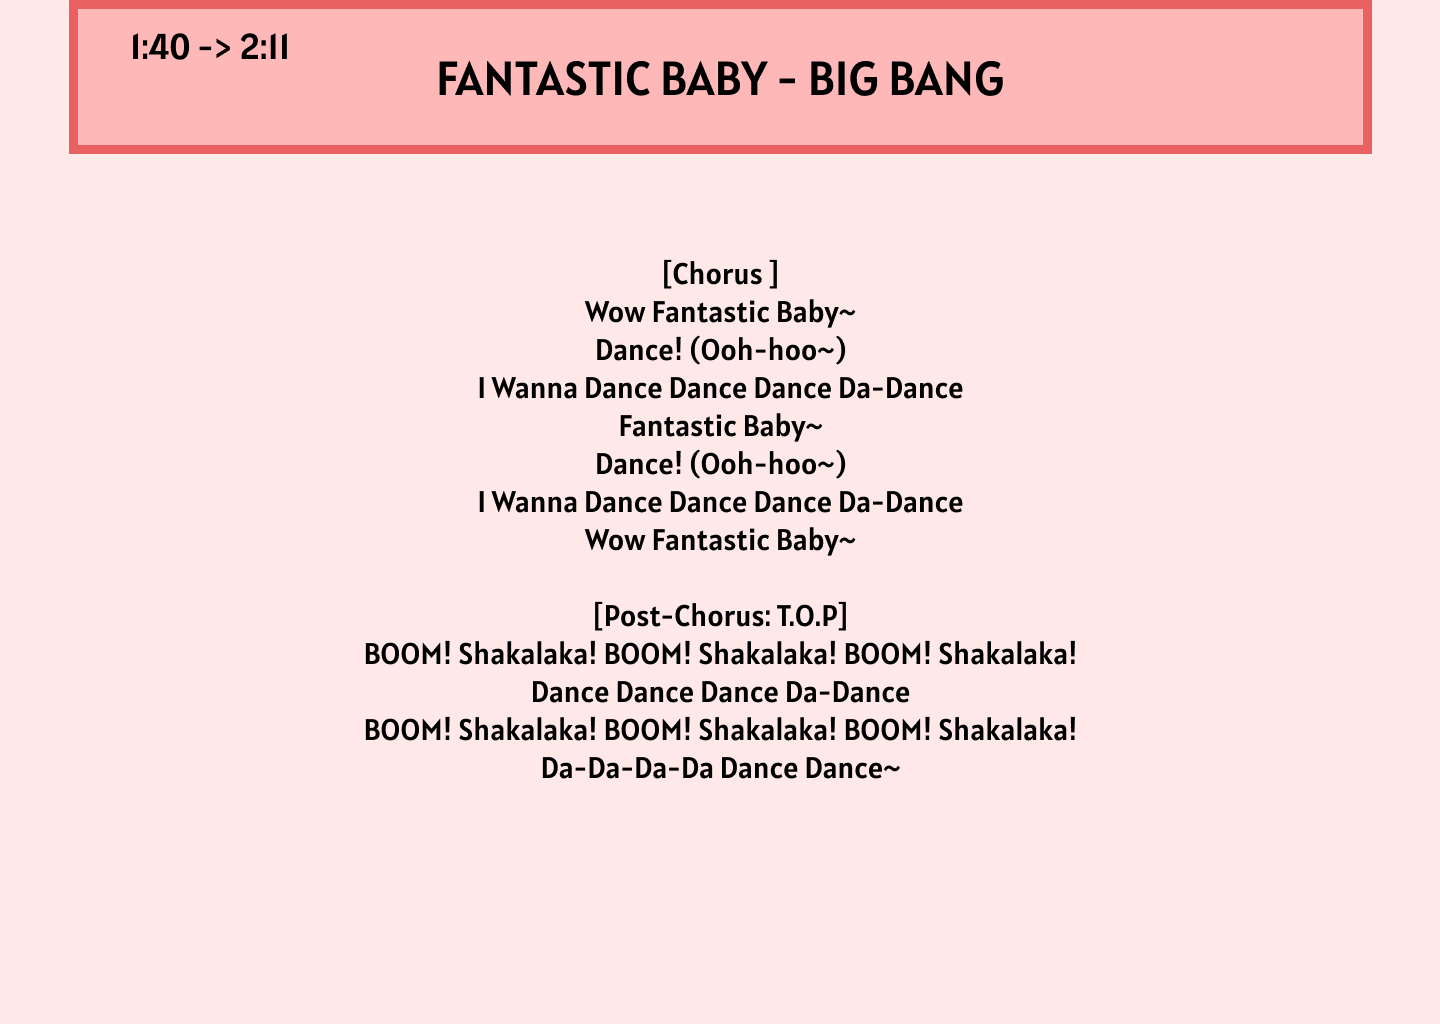 1:40 -> 2:11
FANTASTIC BABY - BIG BANG
[Chorus ]
Wow Fantastic Baby~
Dance! (Ooh-hoo~)
I Wanna Dance Dance Dance Da-Dance
Fantastic Baby~
Dance! (Ooh-hoo~)
I Wanna Dance Dance Dance Da-Dance
Wow Fantastic Baby~
[Post-Chorus: T.O.P]
BOOM! Shakalaka! BOOM! Shakalaka! BOOM! Shakalaka!
Dance Dance Dance Da-Dance
BOOM! Shakalaka! BOOM! Shakalaka! BOOM! Shakalaka!
Da-Da-Da-Da Dance Dance~